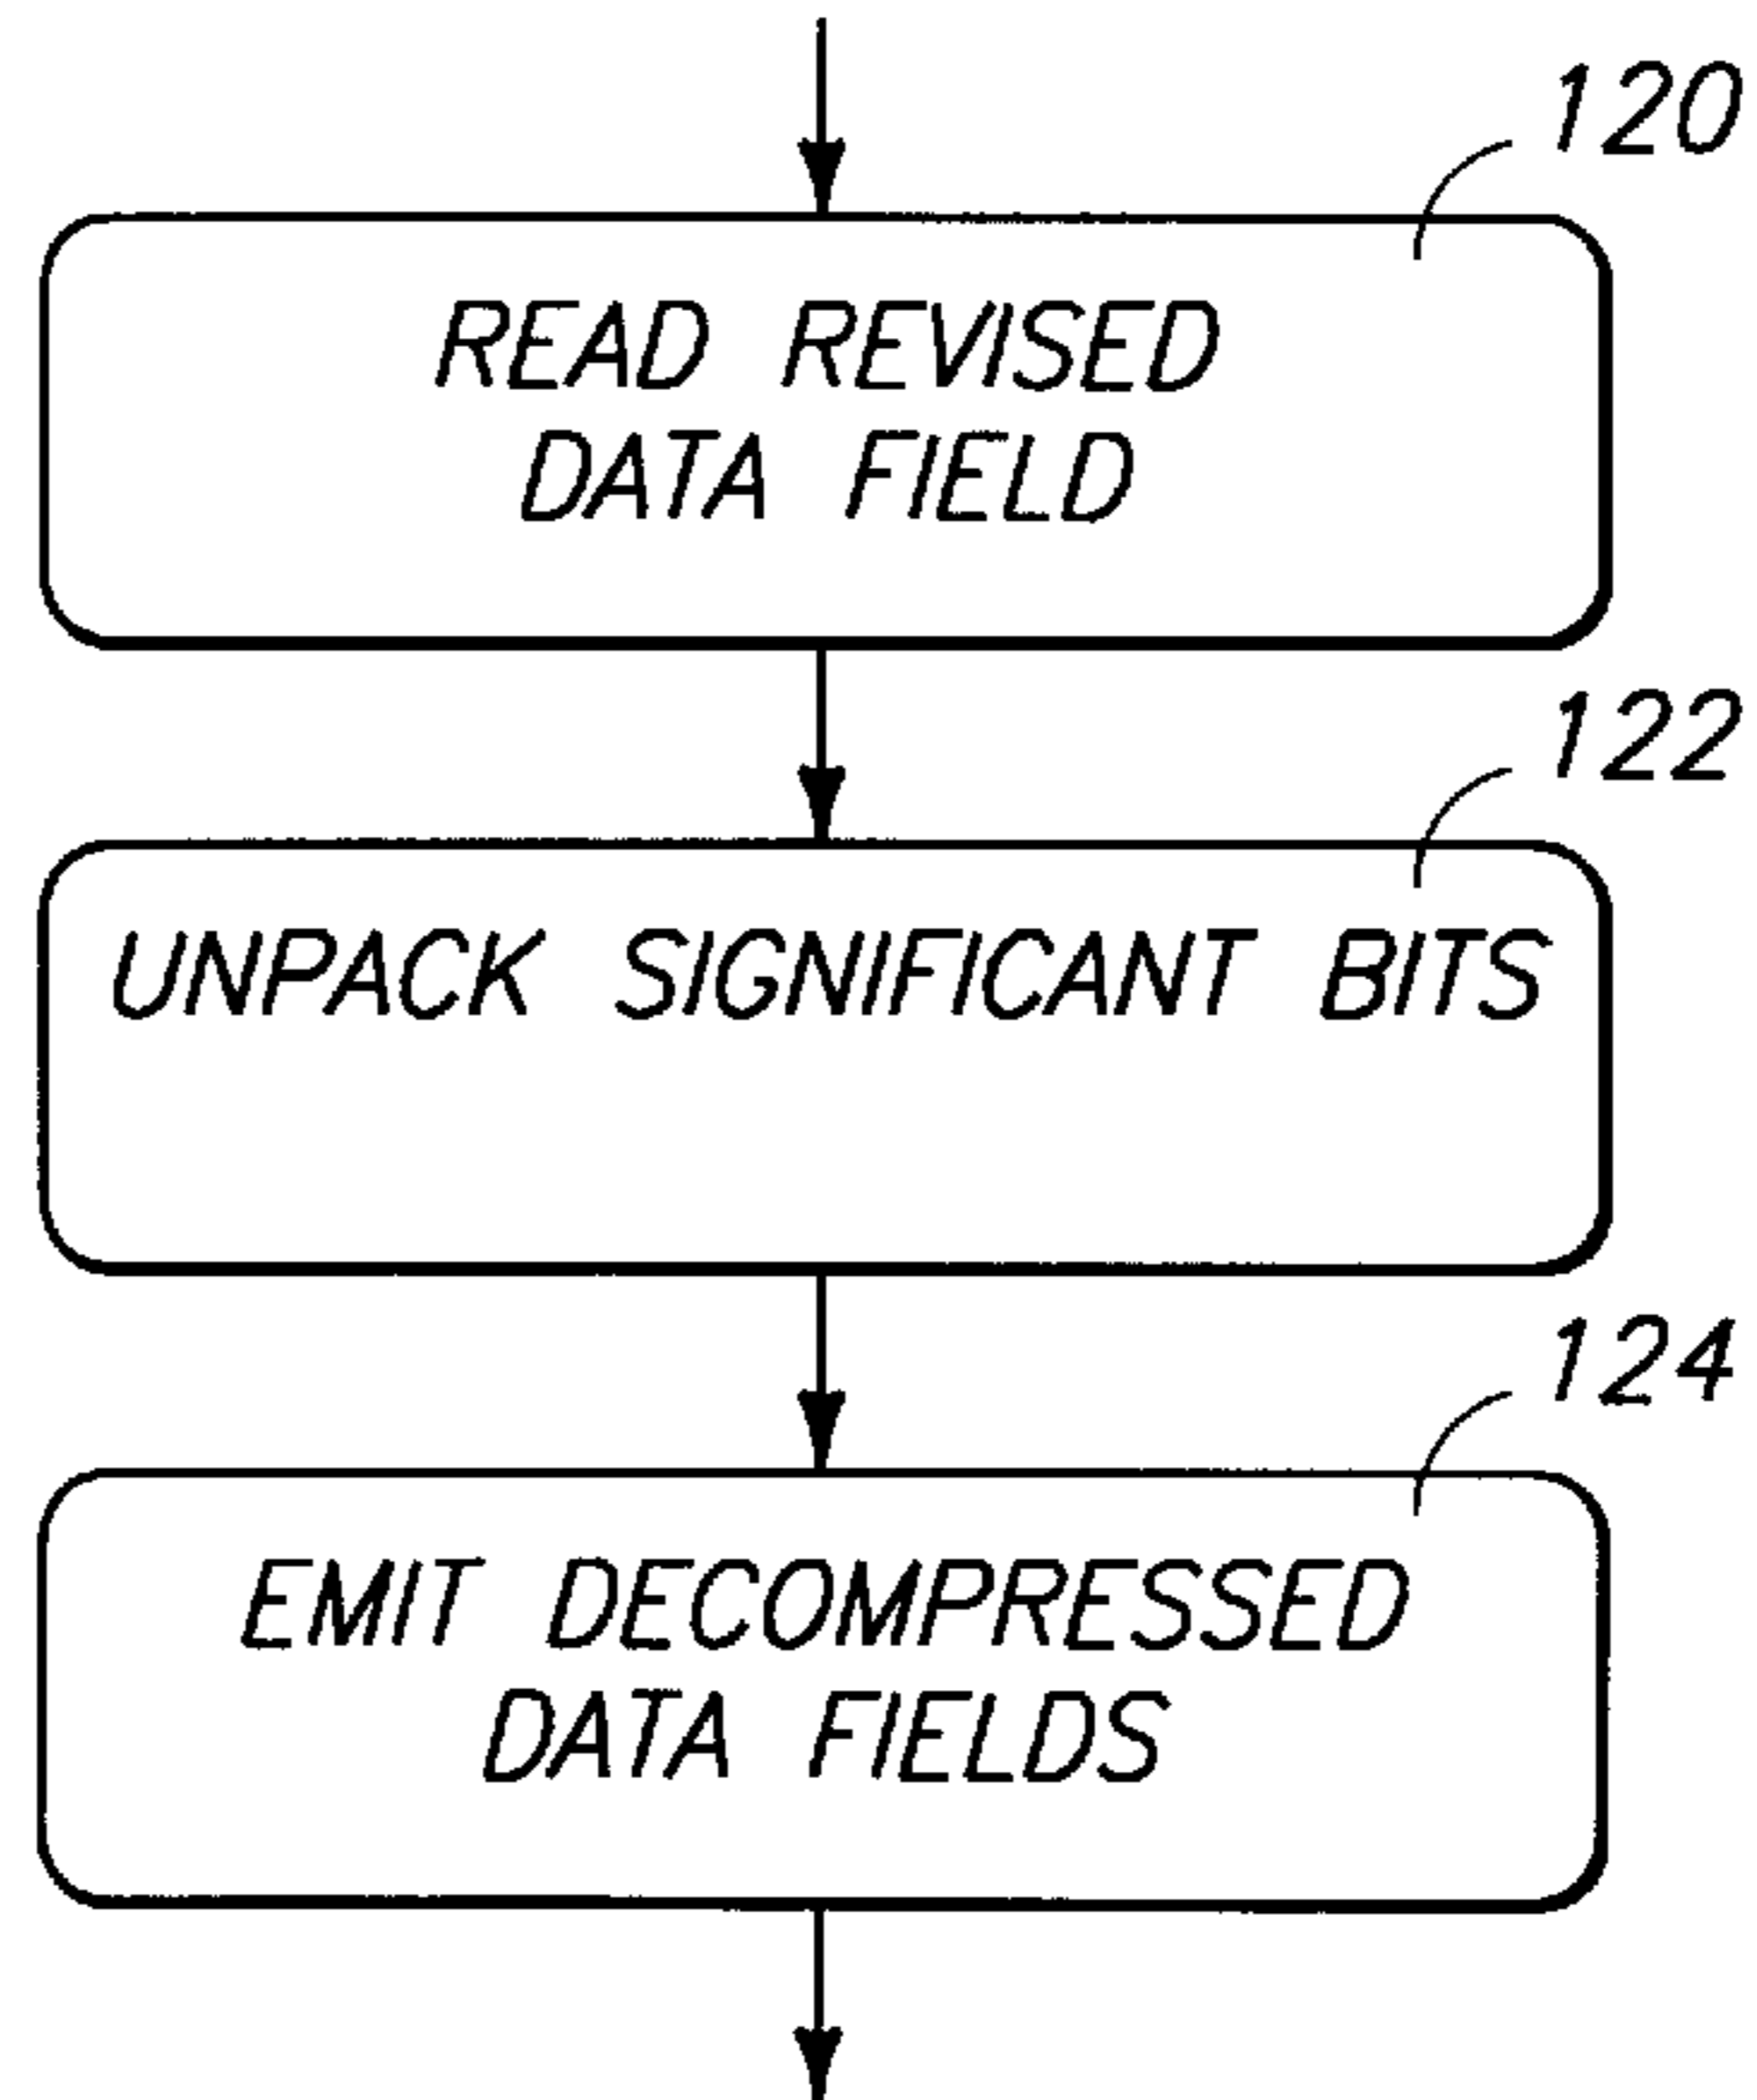 120
READ REVISED
DATA FIELD
122
UNPACK SIGNIFICANT BITS
124
EMIT DECOMPRESSED
DATA FIELDS